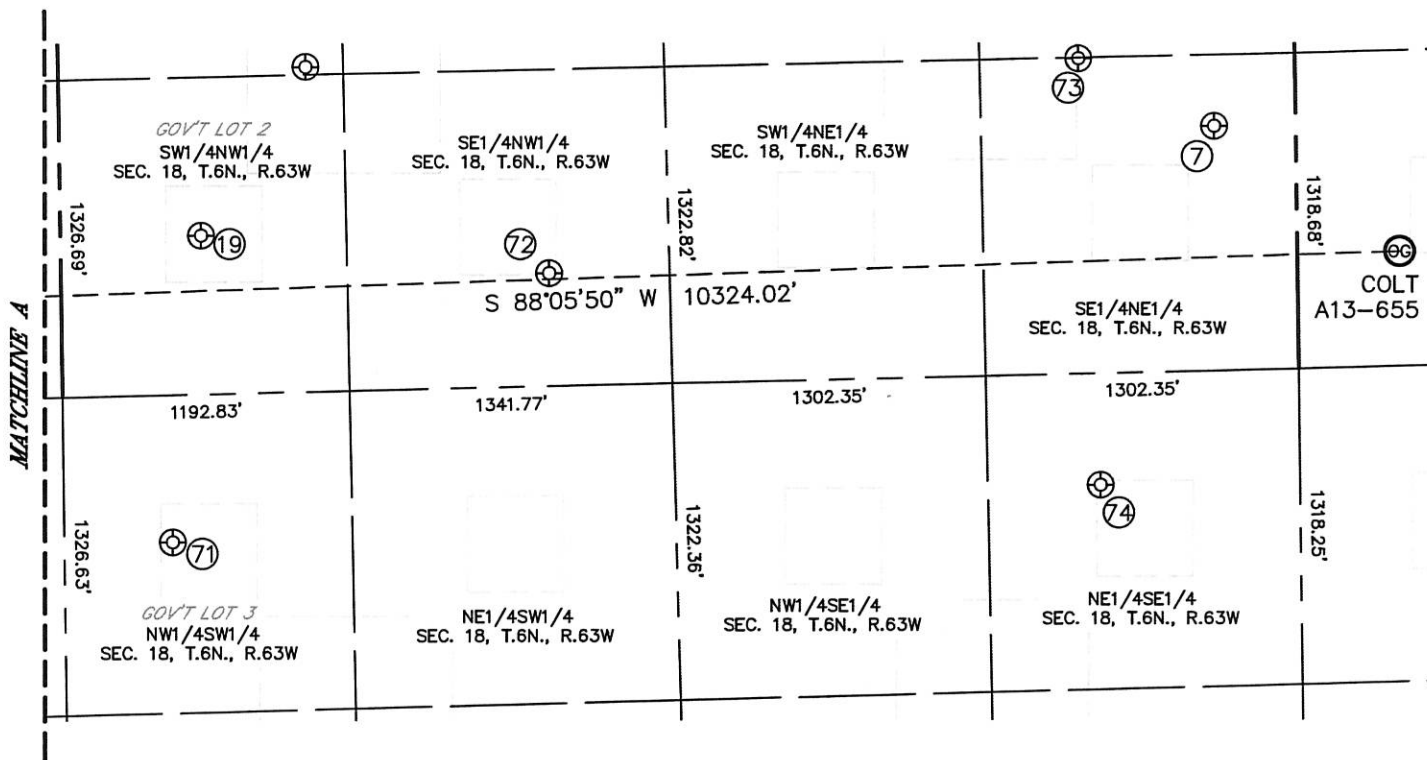 73
7
GOV'T LOT 2
SW1/4NW1/4
SEC. 18, T.6N., R.63W
SE1/4NW1/4
SEC. 18, T.6N., R.63W
SW1/4NE1/4
SEC. 18, T.6N., R.63W
1326.69'
19
72
1322.82'
1318.68'
OG
COLT
A13-655
S 88°05'50" W 10324.02'
SE1/4NE1/4
SEC. 18, T.6N., R.63W
MATCHLINE A
1192.83'
1341.77'
1302.35'
1302.35'
1326.63'
71
1322.36'
74
1318.25'
GOV'T LOT 3
NW1/4SW1/4
SEC. 18, T.6N., R.63W
NE1/4SW1/4
SEC. 18, T.6N., R.63W
NW1/4SE1/4
SEC. 18, T.6N., R.63W
NE1/4SE1/4
SEC. 18, T.6N., R.63W